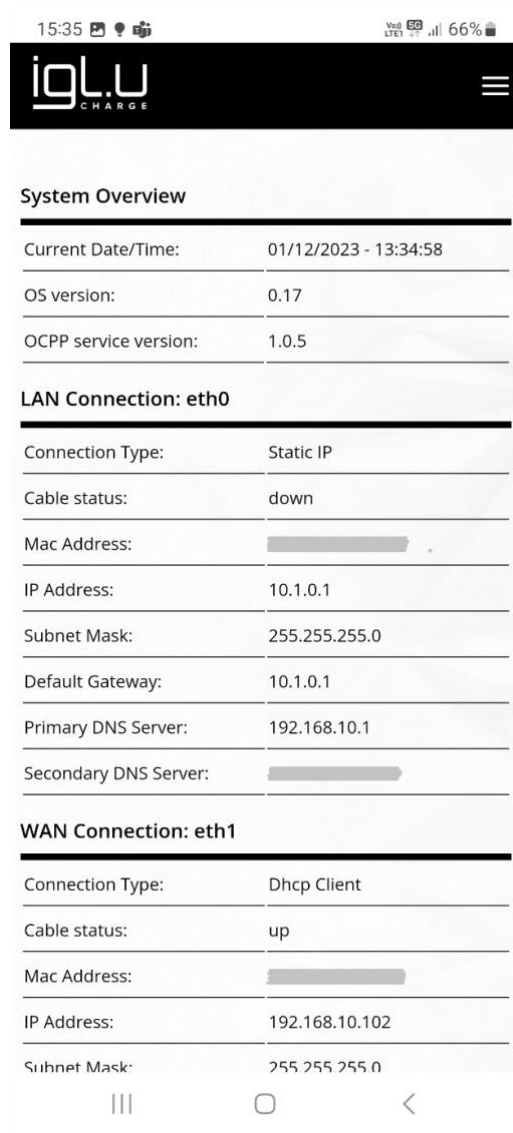 15:35 Vo) LTE1 5G 66%
igL.U
CHARGE
System Overview
Current Date/Time: 01/12/2023 - 13:34:58
OS version: 0.17
OCPP service version: 1.0.5
LAN Connection: eth0
Connection Type: Static IP
Cable status: down
Mac Address:
IP Address: 10.1.0.1
Subnet Mask: 255.255.255.0
Default Gateway: 10.1.0.1
Primary DNS Server: 192.168.10.1
Secondary DNS Server:
WAN Connection: eth1
Connection Type: Dhcp Client
Cable status: up
Mac Address:
IP Address: 192.168.10.102
Subnet Mask: 255.255.255.0